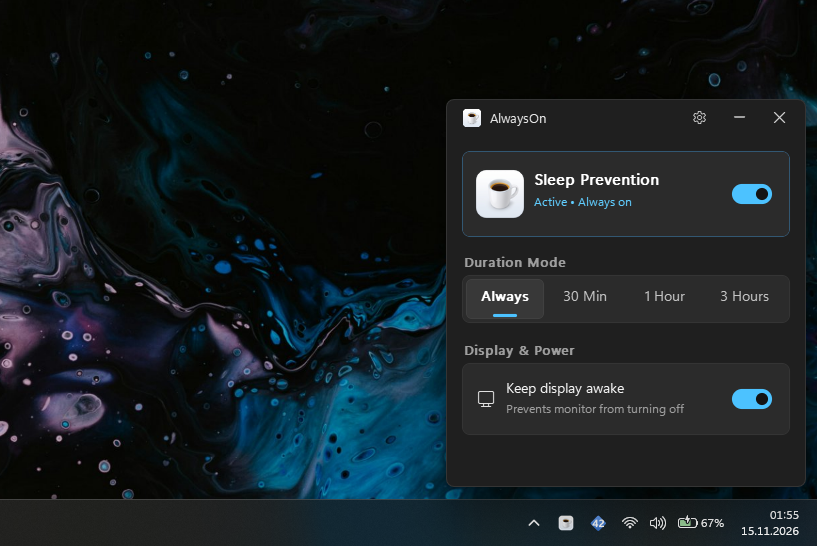 AlwaysOn
Sleep Prevention
Active • Always on
Duration Mode
Always 30 Min 1 Hour 3 Hours
Display & Power
Keep display awake
Prevents monitor from turning off
42 67% 01:55
15.11.2026